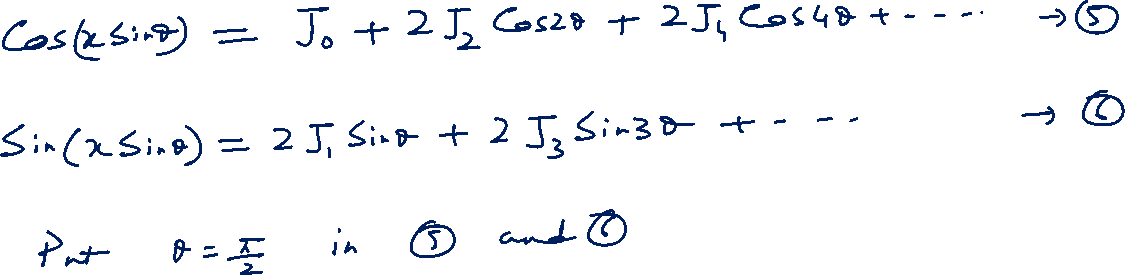 Cos(x Sinθ) = J₀ + 2 J₂ Cos2θ + 2 J₄ Cos4θ + - - - - → ⑤
Sin(x Sinθ) = 2 J₁ Sinθ + 2 J₃ Sin3θ + - - - → ⑥
Put θ = π/2 in ⑤ and ⑥